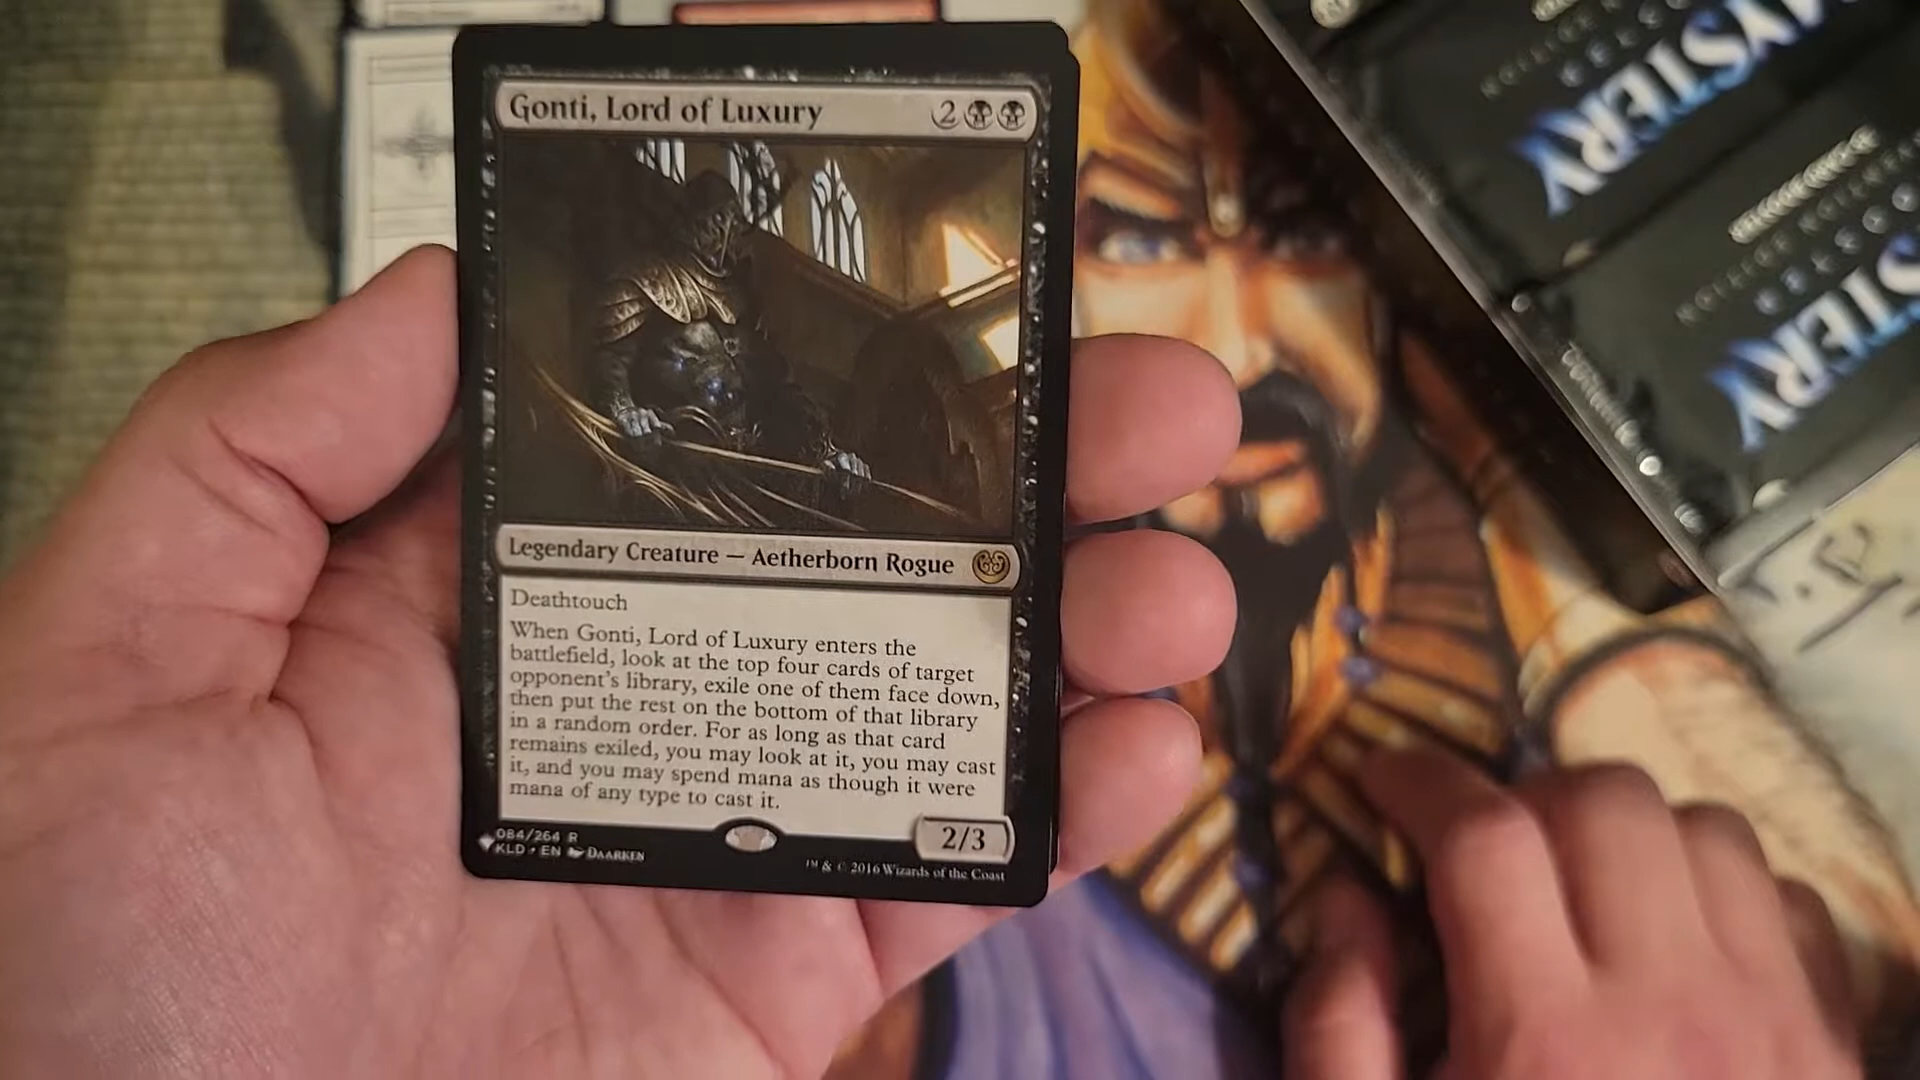 Gonti, Lord of Luxury 2
Legendary Creature — Aetherborn Rogue
Deathtouch
When Gonti, Lord of Luxury enters the
battlefield, look at the top four cards of target
opponent's library, exile one of them face down,
then put the rest on the bottom of that library
in a random order. For as long as that card
remains exiled, you may look at it, you may cast
it, and you may spend mana as though it were
mana of any type to cast it.
2/3
084/264 R
KLD • EN DAARKEN
™ & © 2016 Wizards of the Coast
MYSTERY
MYSTERY